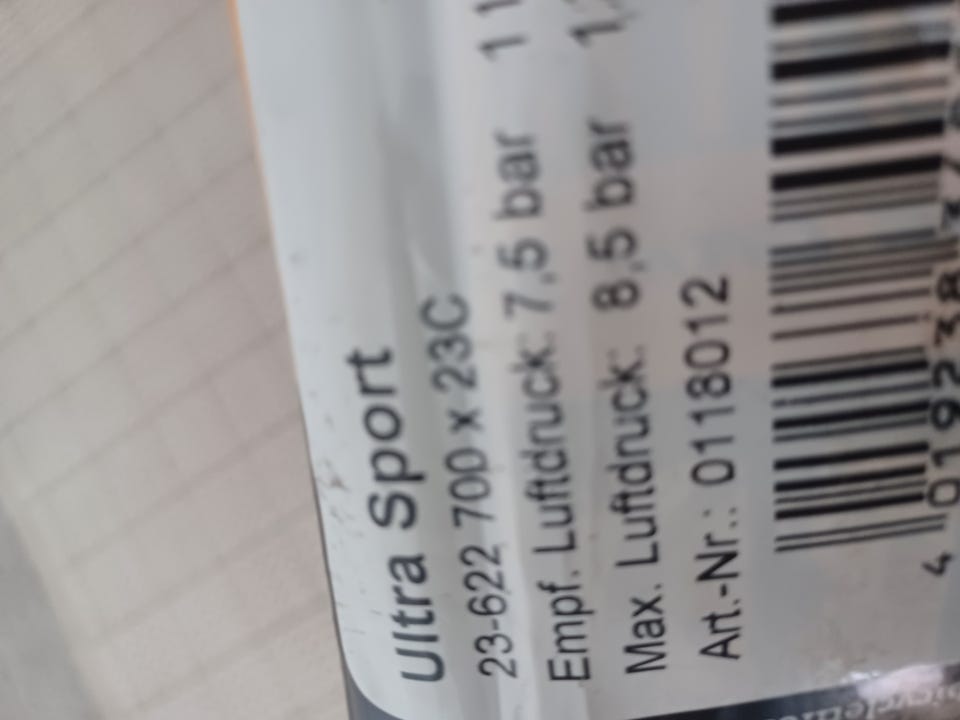 Ultra Sport
23-622 700 x 23C
Empf. Luftdruck: 7,5 bar
Max. Luftdruck: 8,5 bar
Art.-Nr.: 0118012